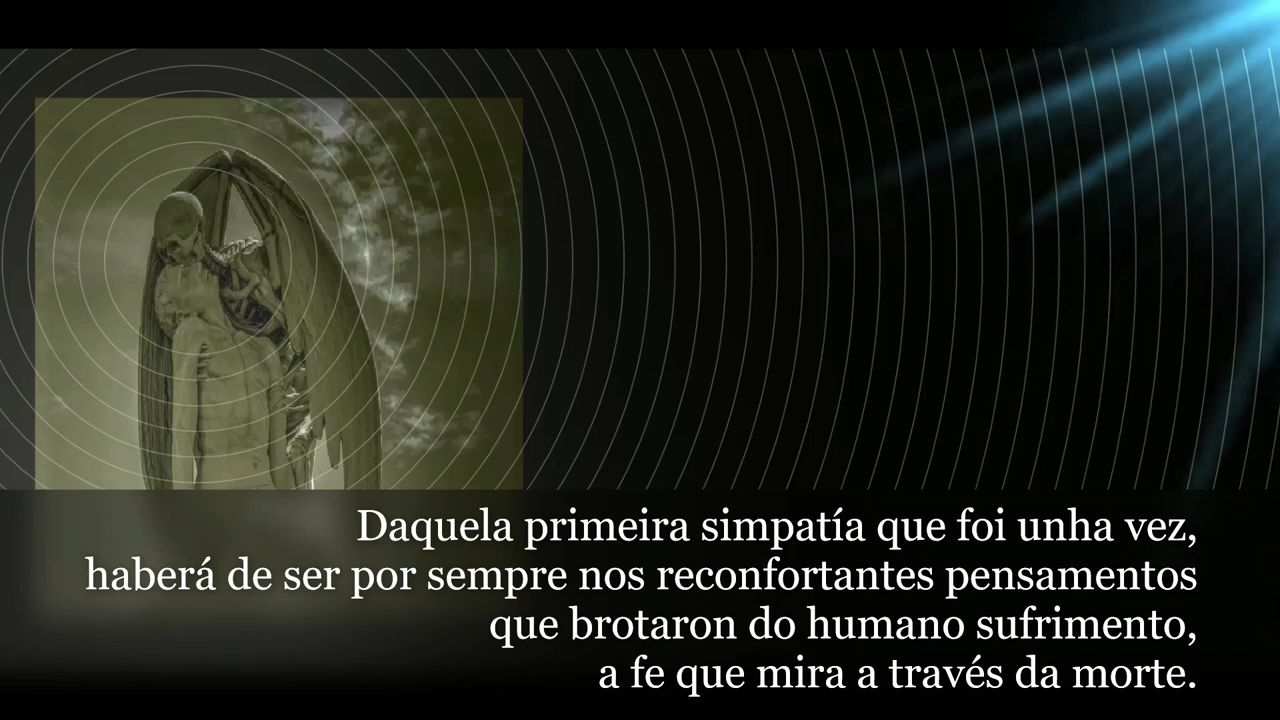 Daquela primeira simpatía que foi unha vez,
haberá de ser por sempre nos reconfortantes pensamentos
que brotaron do humano sufrimento,
a fe que mira a través da morte.